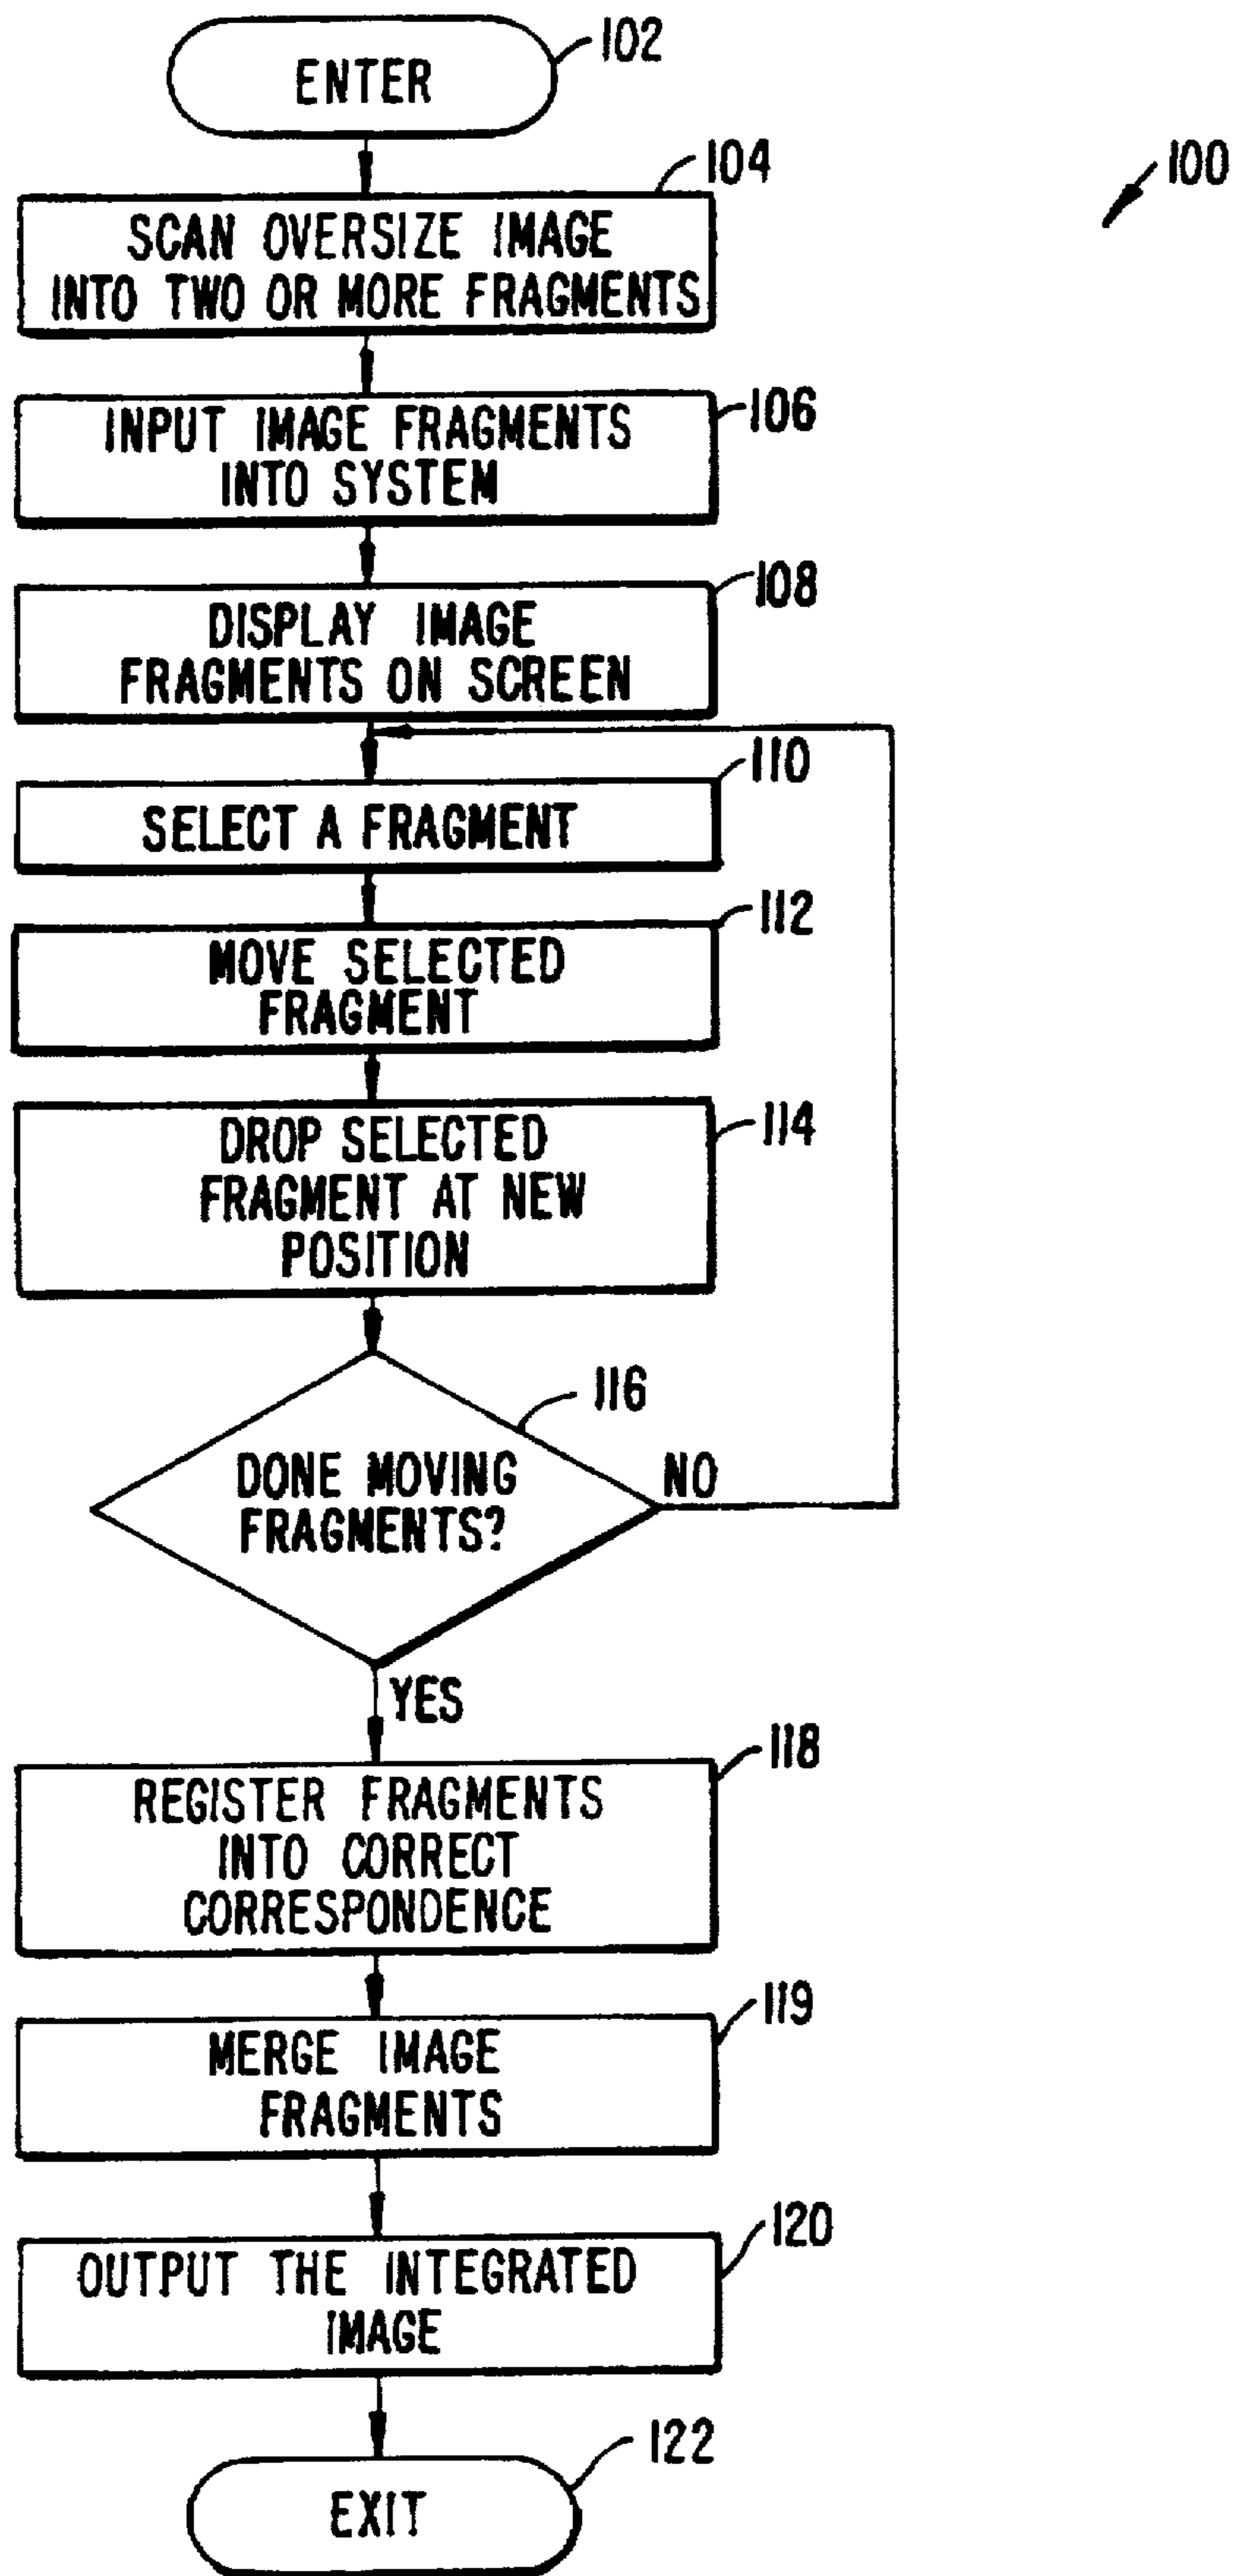 102
ENTER
100
104
SCAN OVERSIZE IMAGE
INTO TWO OR MORE FRAGMENTS
106
INPUT IMAGE FRAGMENTS
INTO SYSTEM
108
DISPLAY IMAGE
FRAGMENTS ON SCREEN
110
SELECT A FRAGMENT
112
MOVE SELECTED
FRAGMENT
114
DROP SELECTED
FRAGMENT AT NEW
POSITION
116
DONE MOVING
FRAGMENTS?
NO
YES
118
REGISTER FRAGMENTS
INTO CORRECT
CORRESPONDENCE
119
MERGE IMAGE
FRAGMENTS
120
OUTPUT THE INTEGRATED
IMAGE
122
EXIT